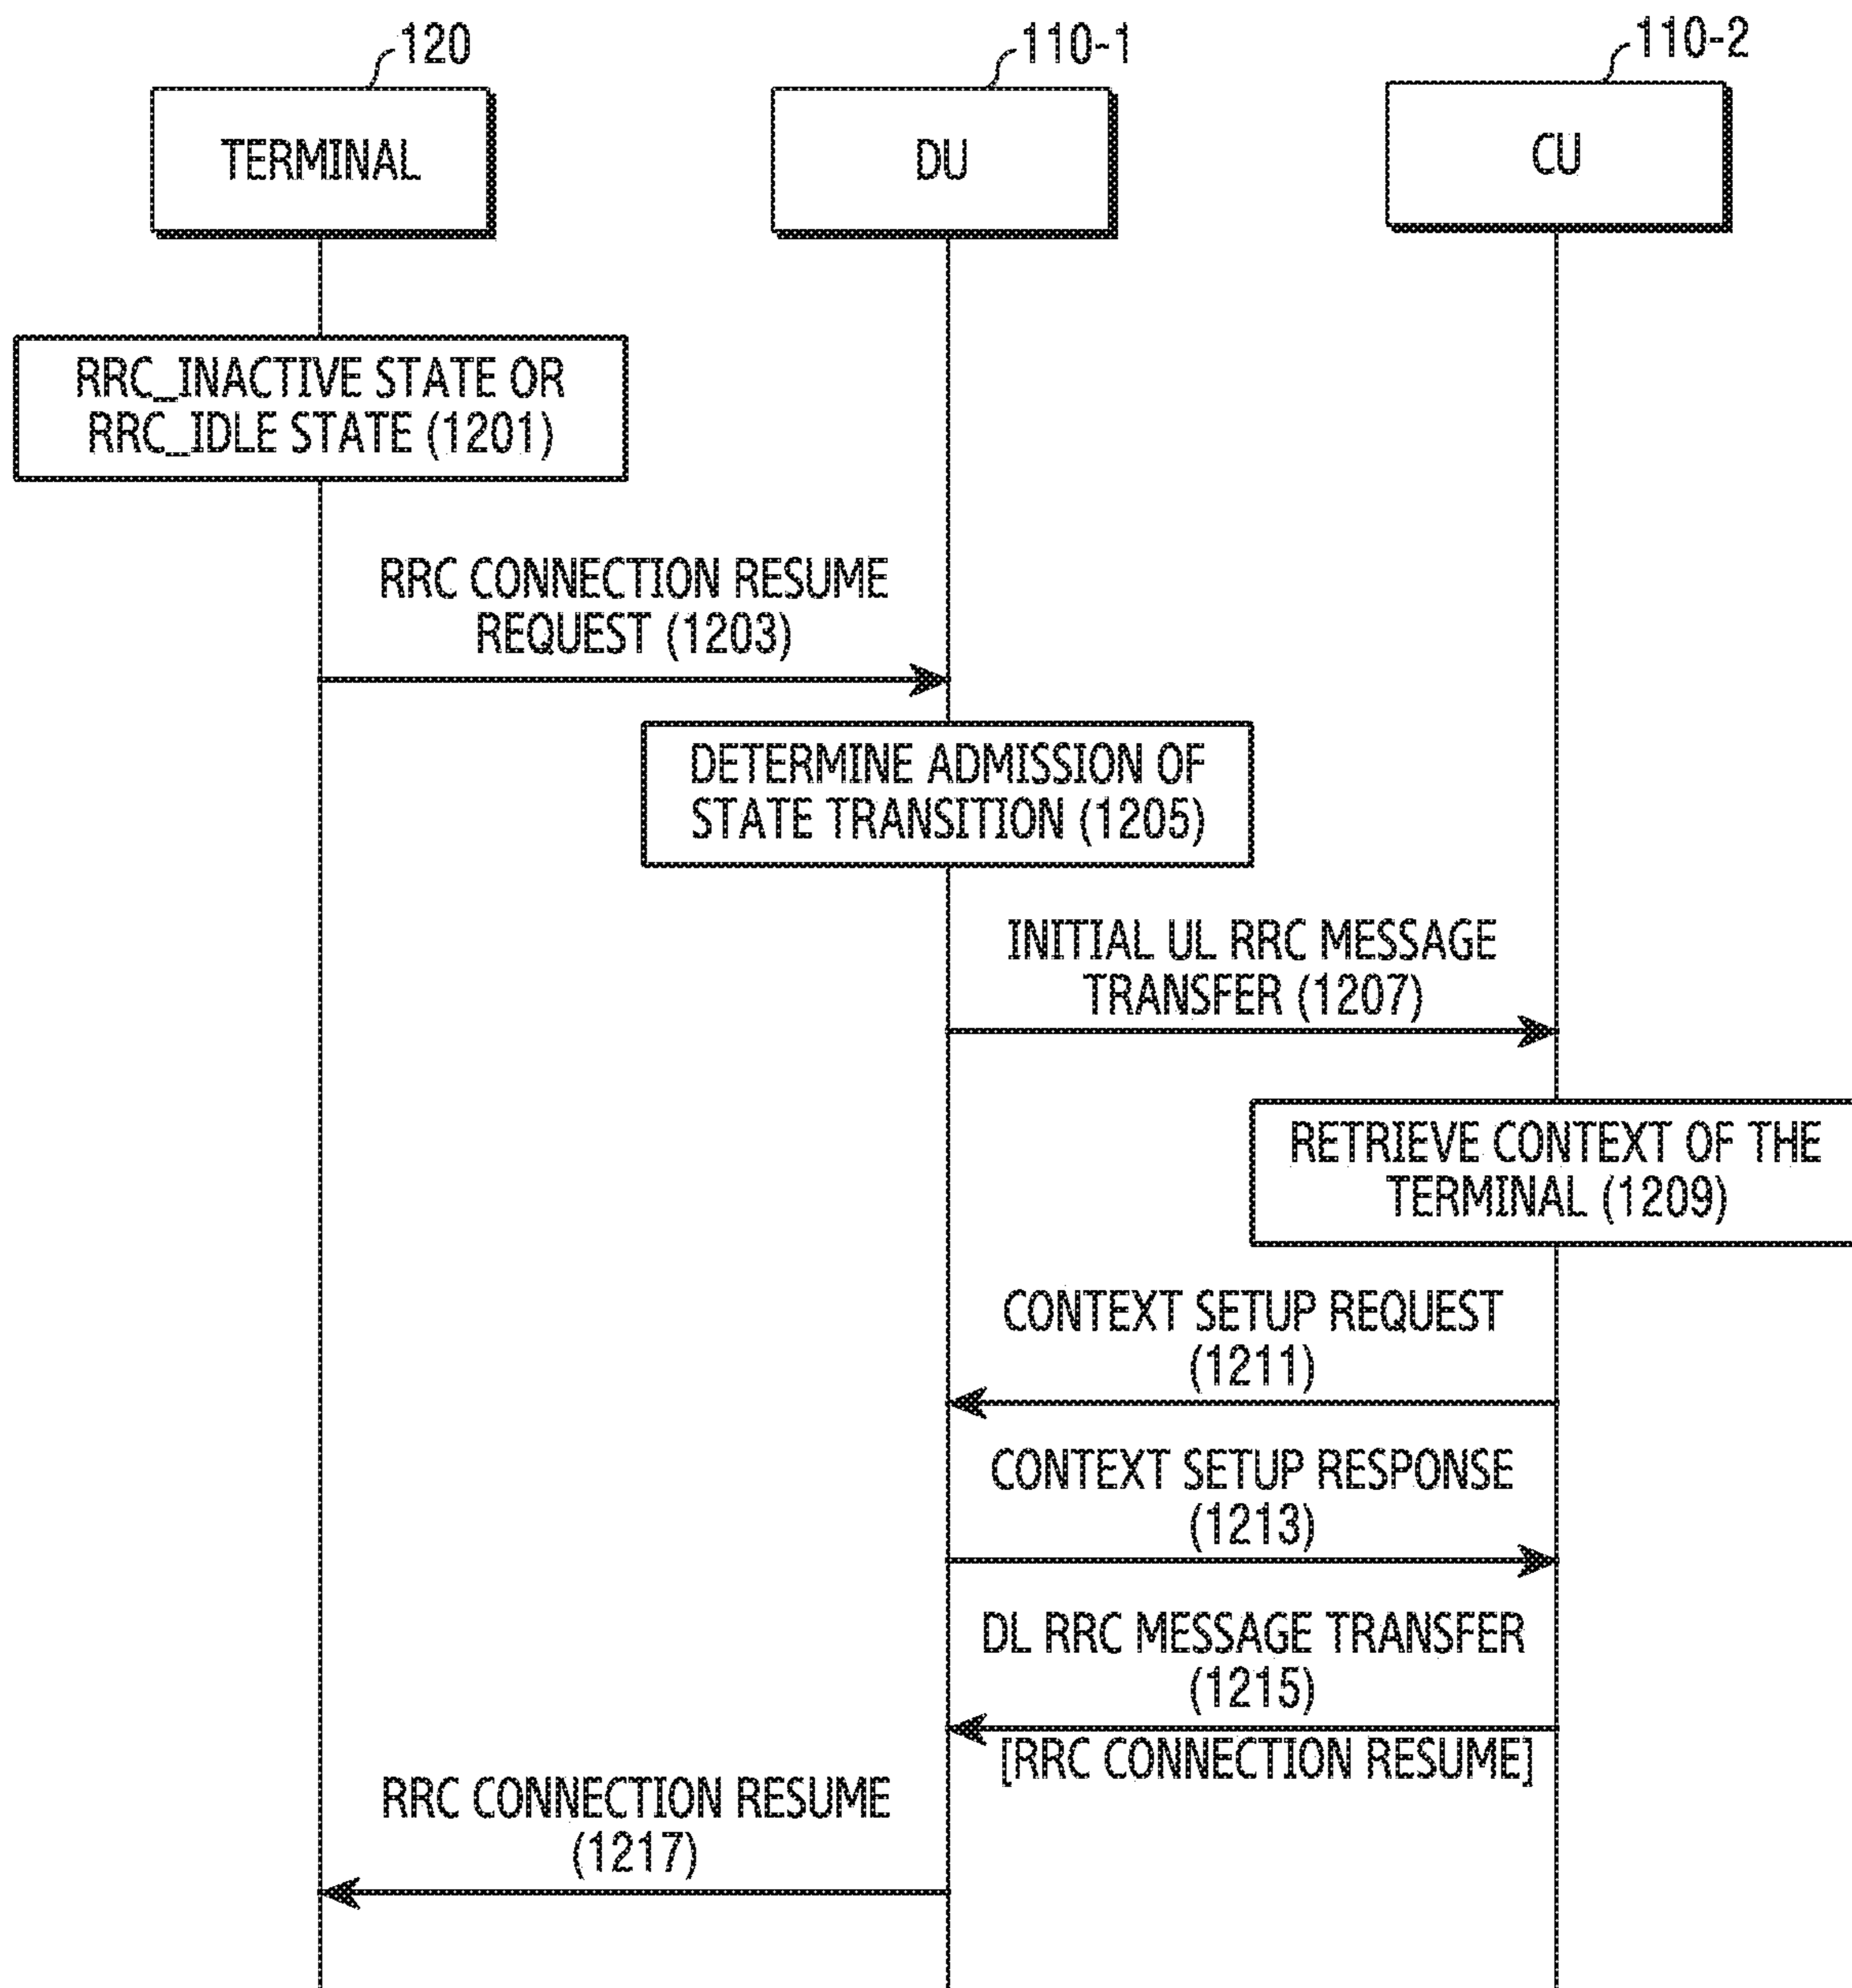 120
110-1
110-2
TERMINAL
DU
CU
RRC_INACTIVE STATE OR
RRC_IDLE STATE (1201)
RRC CONNECTION RESUME
REQUEST (1203)
DETERMINE ADMISSION OF
STATE TRANSITION (1205)
INITIAL UL RRC MESSAGE
TRANSFER (1207)
RETRIEVE CONTEXT OF THE
TERMINAL (1209)
CONTEXT SETUP REQUEST
(1211)
CONTEXT SETUP RESPONSE
(1213)
DL RRC MESSAGE TRANSFER
(1215)
[RRC CONNECTION RESUME]
RRC CONNECTION RESUME
(1217)